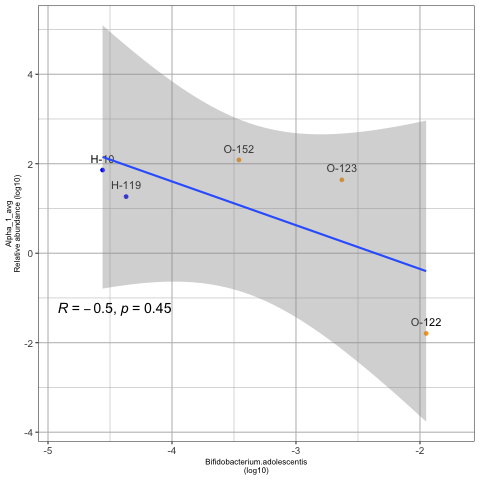 Alpha_1_avg
Relative abundance (log10)
4
2
0
-2
-4
H-10
H-119
O-152
O-123
O-122
R = −0.5, p = 0.45
-5
-4
-3
-2
Bifidobacterium.adolescentis
(log10)